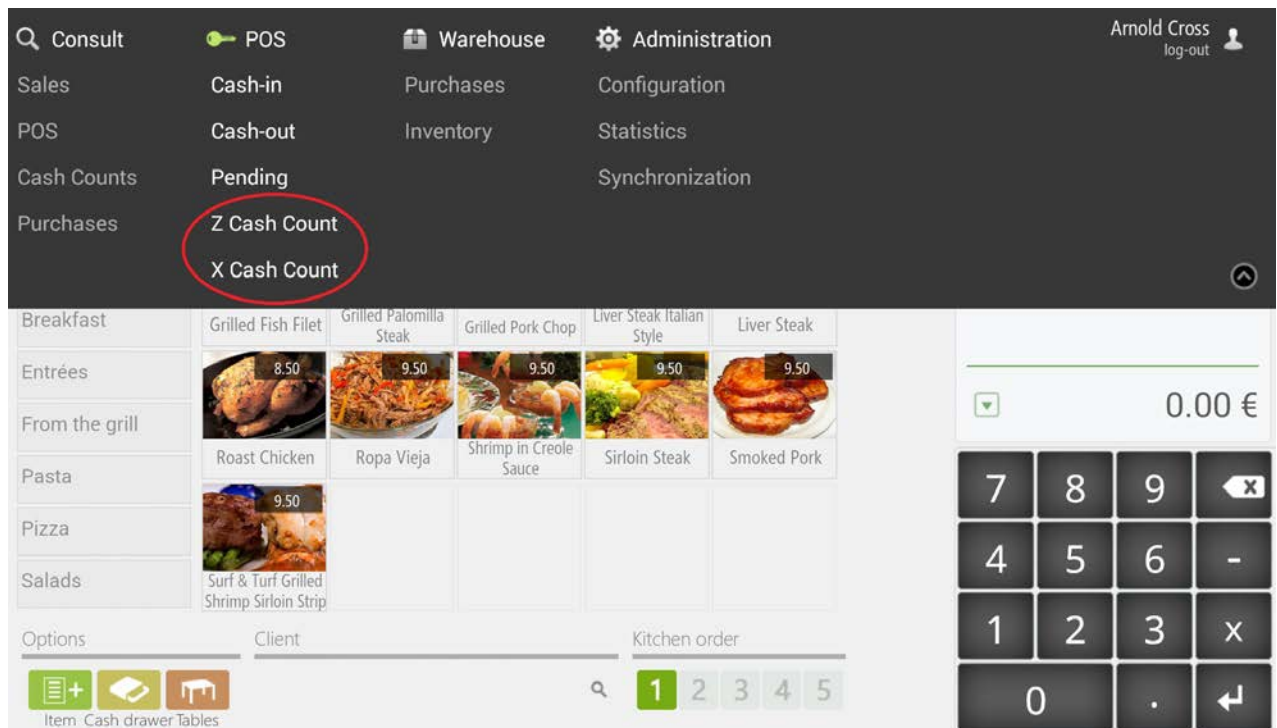 Consult
Sales
POS
Cash Counts
Purchases
POS
Cash-in
Cash-out
Pending
Z Cash Count
X Cash Count
Warehouse
Purchases
Inventory
Administration
Configuration
Statistics
Synchronization
Arnold Cross
log-out
Breakfast
Entrées
From the grill
Pasta
Pizza
Salads
Grilled Fish Filet
Grilled Palomilla
Steak
Grilled Pork Chop
Liver Steak Italian
Style
Liver Steak
8.50
Roast Chicken
9.50
Ropa Vieja
9.50
Shrimp in Creole
Sauce
9.50
Sirloin Steak
9.50
Smoked Pork
9.50
Surf & Turf Grilled
Shrimp Sirloin Strip
0.00 €
7 8 9 x
4 5 6 -
1 2 3 x
0 .
Options
Item Cash drawer Tables
Client
Kitchen order
1 2 3 4 5